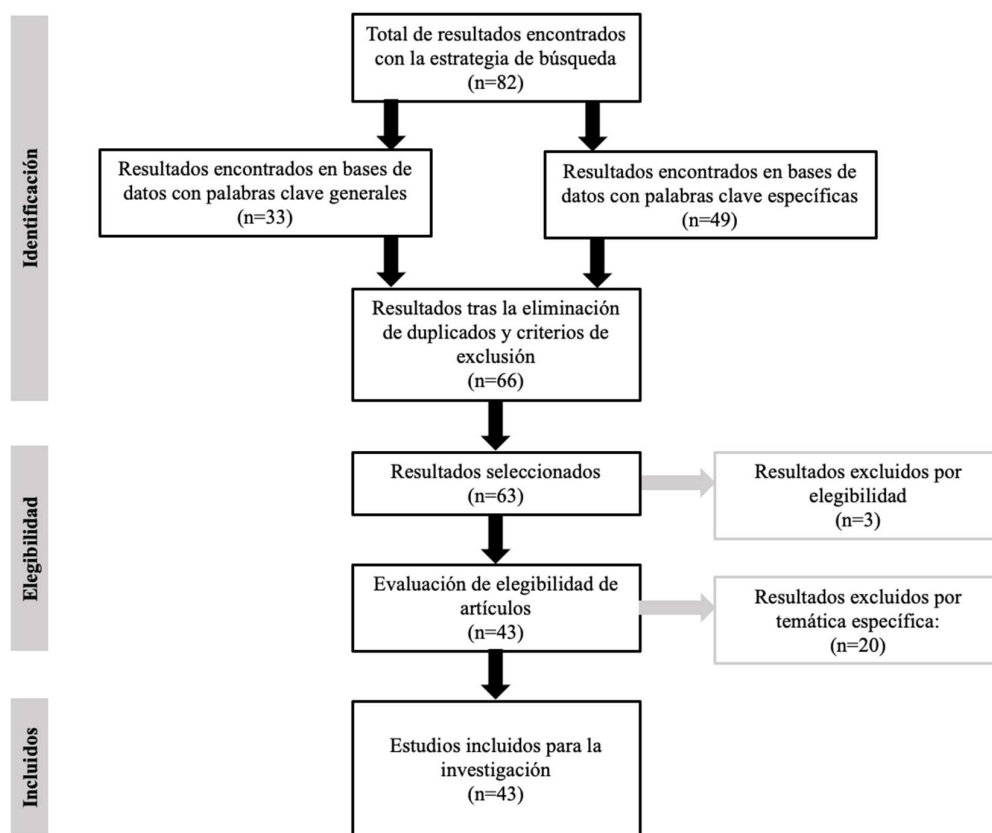 Identificación
Total de resultados encontrados
con la estrategia de búsqueda
(n=82)
Resultados encontrados en bases
de datos con palabras clave generales
(n=33)
Resultados encontrados en bases de
datos con palabras clave específicas
(n=49)
Resultados tras la eliminación
de duplicados y criterios de
exclusión
(n=66)
Elegibilidad
Resultados seleccionados
(n=63)
Resultados excluidos por
elegibilidad
(n=3)
Evaluación de elegibilidad de
artículos
(n=43)
Resultados excluidos por
temática específica:
(n=20)
Incluidos
Estudios incluidos para la
investigación
(n=43)